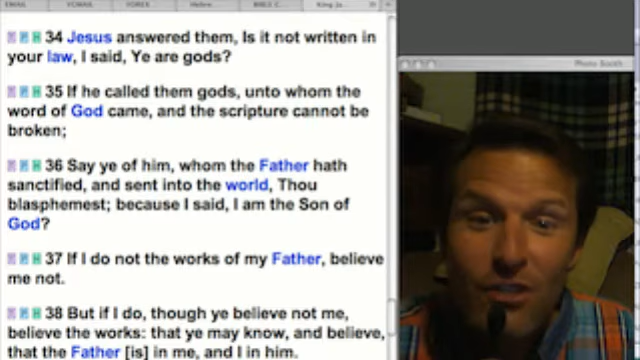 EMAIL
YOMAIL
BIBLE C...
King Ja...
34 Jesus answered them, Is it not written in
your law, I said, Ye are gods?
35 If he called them gods, unto whom the
word of God came, and the scripture cannot be
broken;
36 Say ye of him, whom the Father hath
sanctified, and sent into the world, Thou
blasphemest; because I said, I am the Son of
God?
37 If I do not the works of my Father, believe
me not.
38 But if I do, though ye believe not me,
believe the works: that ye may know, and believe,
that the Father [is] in me, and I in him.
Photo Booth